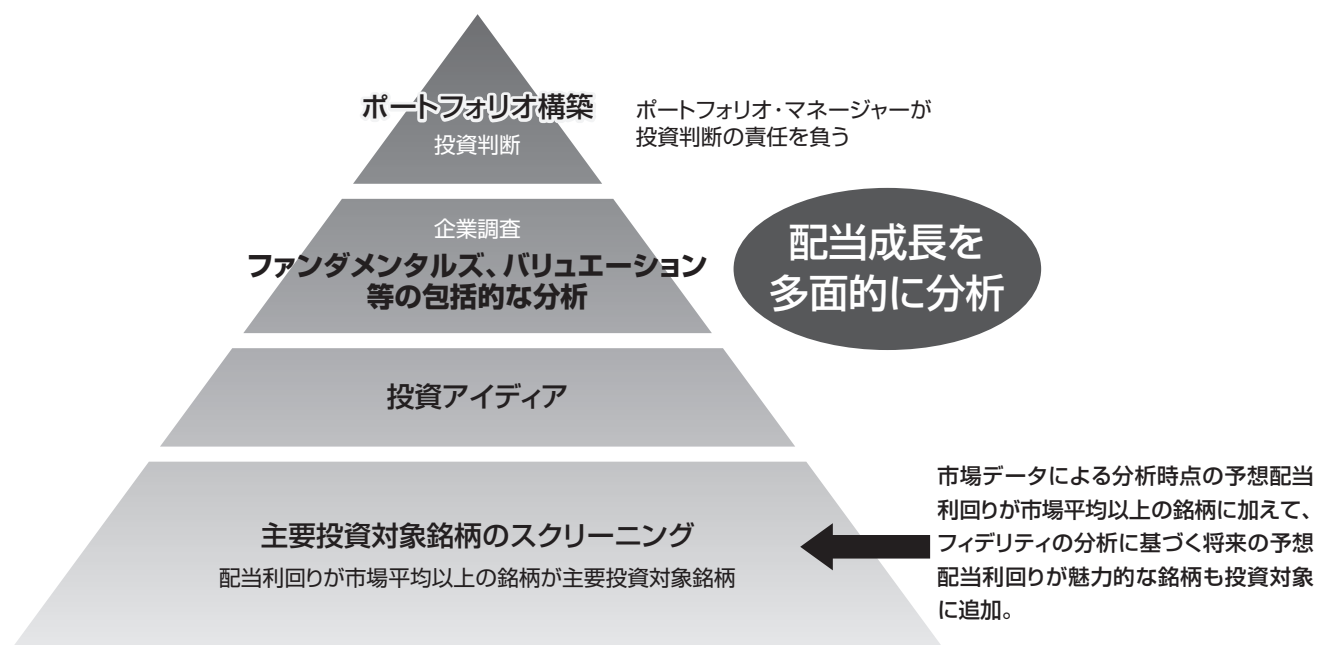 ポートフォリオ構築
投資判断
ポートフォリオ・マネージャーが
投資判断の責任を負う
企業調査
ファンダメンタルズ、バリュエーション
等の包括的な分析
配当成長を
多面的に分析
投資アイディア
主要投資対象銘柄のスクリーニング
配当利回りが市場平均以上の銘柄が主要投資対象銘柄
市場データによる分析時点の予想配当
利回りが市場平均以上の銘柄に加えて、
フィデリティの分析に基づく将来の予想
配当利回りが魅力的な銘柄も投資対象
に追加。